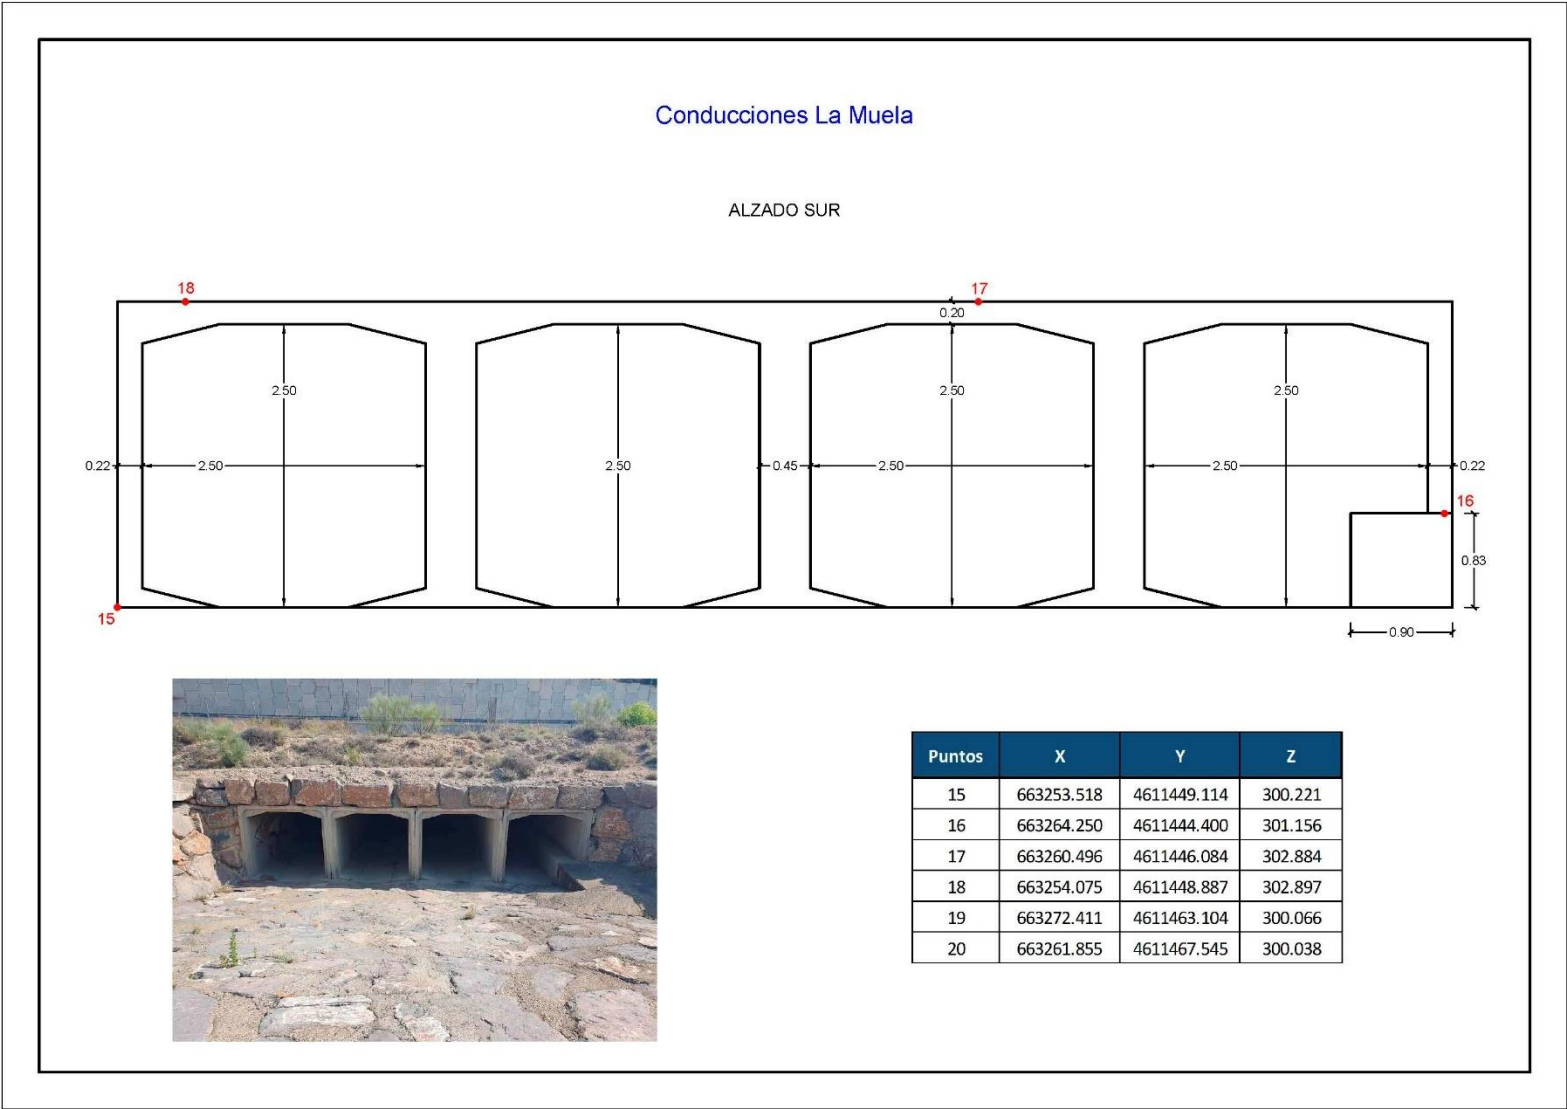 Conducciones La Muela
ALZADO SUR
18
17
0.20
2.50
2.50
2.50
0.22
2.50
2.50
0.45
2.50
2.50
0.22
16
0.83
15
0.90
Puntos X Y Z
15 663253.518 4611449.114 300.221
16 663264.250 4611444.400 301.156
17 663260.496 4611446.084 302.884
18 663254.075 4611448.887 302.897
19 663272.411 4611463.104 300.066
20 663261.855 4611467.545 300.038